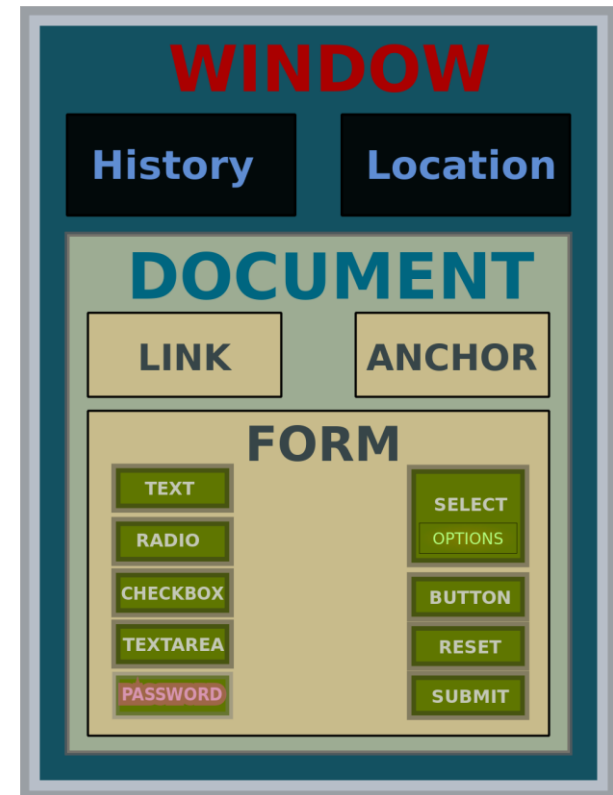 WINDOW
History
Location
DOCUMENT
LINK
ANCHOR
FORM
TEXT
RADIO
CHECKBOX
TEXTAREA
PASSWORD
SELECT
OPTIONS
BUTTON
RESET
SUBMIT